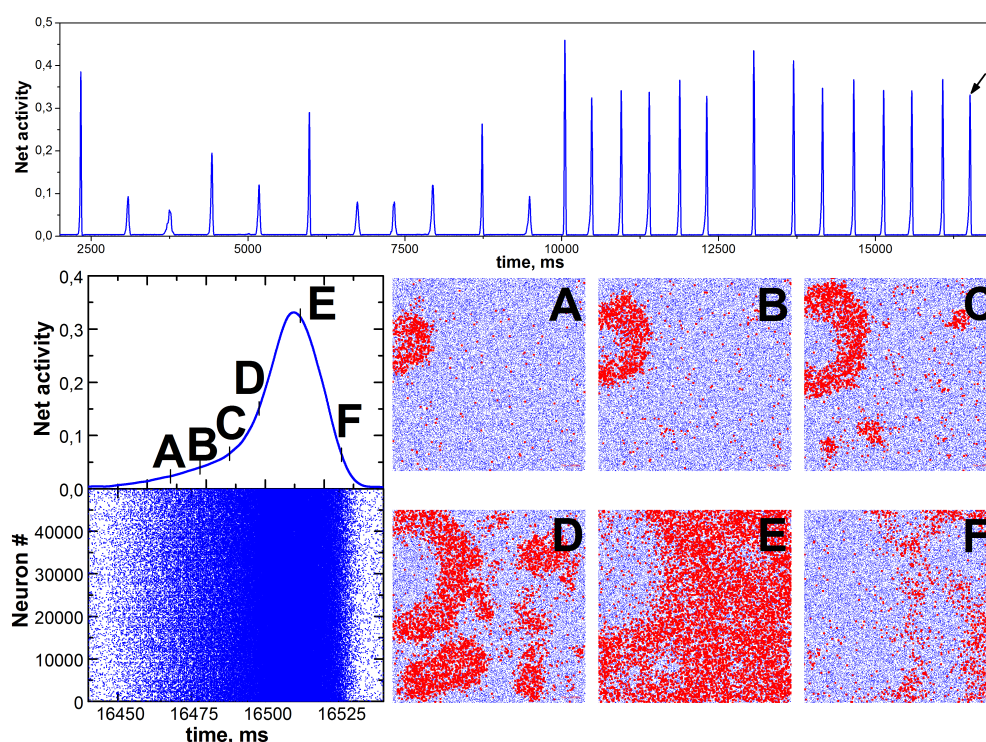 0,5
0,4
0,3
0,2
0,1
0,0
Net activity
2500 5000 7500 10000 12500 15000
time, ms
0,4
0,3
0,2
0,1
0,0
Net activity
A B C D E F
A B C
40000
30000
20000
10000
0
Neuron #
D E F
16450 16475 16500 16525
time, ms